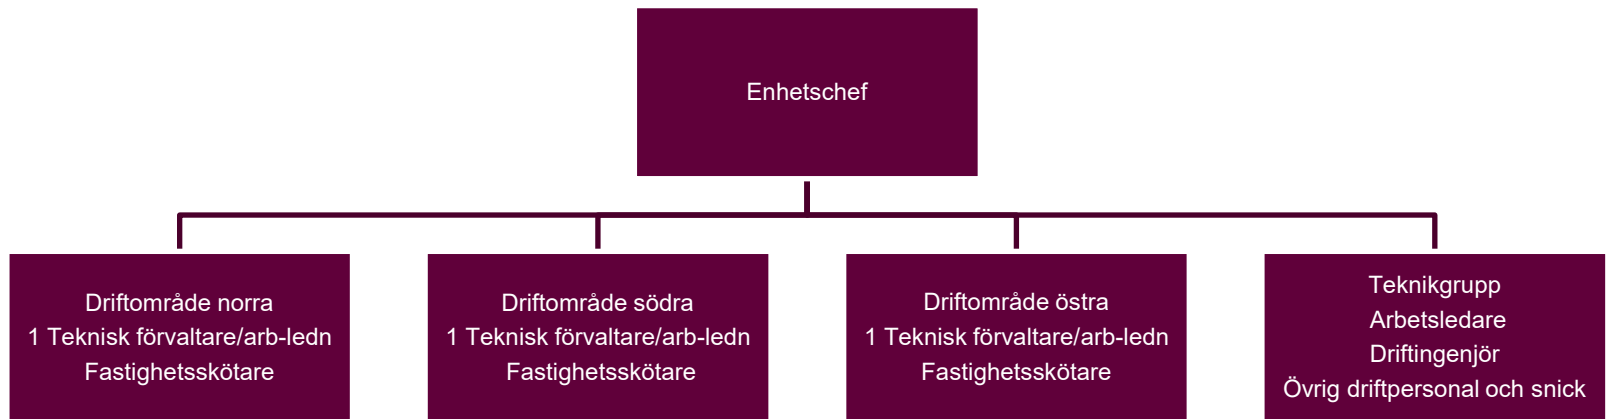 Enhetschef
Driftområde norra
1 Teknisk förvaltare/arb-ledn
Fastighetsskötare
Driftområde södra
1 Teknisk förvaltare/arb-ledn
Fastighetsskötare
Driftområde östra
1 Teknisk förvaltare/arb-ledn
Fastighetsskötare
Teknikgrupp
Arbetsledare
Driftingenjör
Övrig driftpersonal och snick